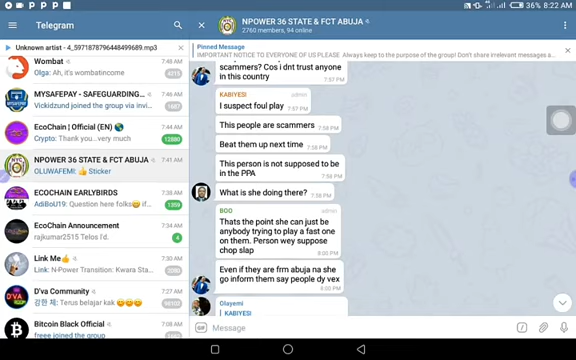 36% 8:22 AM
Telegram
NPOWER 36 STATE & FCT ABUJA
2760 members, 94 online
Unknown artist - 4_5971878796448499689.mp3
Pinned Message
IMPORTANT NOTICE TO EVERYONE OF US PLEASE Always keep to the purpose of the group! Don't share irrelevant messages a...
Wombat 7:48 AM
Olga: Ah, it's wombatincome 4215
MYSAFEPAY - SAFEGUARDING... 7:46 AM
Vickidzund joined the group via invi... 1687
EcoChain | Official (EN) 7:44 AM
Crypto: Thank you..very much 12880
NPOWER 36 STATE & FCT ABUJA 7:41 AM
OLUWAFEMI: 👍 Sticker
ECOCHAIN EARLYBIRDS 7:38 AM
AdiBoU19: Question here folks if... 1359
EcoChain Announcement 7:34 AM
rajkumar2515 Telos I'd. 4
Link Me👍 7:30 AM
Link: N-Power Transition: Kwara Sta...
D'Va Community 7:27 AM
강한 체: Terus belajar kak 😊😊😊
Bitcoin Black Official 7:08 AM
freee joined the group
scammers? Cos i dnt trust anyone
in this country 7:57 PM
KABIYESI admin
I suspect foul play 7:57 PM
This people are scammers 7:58 PM
Beat them up next time 7:58 PM
This person is not supposed to be
in the PPA 7:58 PM
What is she doing there? 7:58 PM
BOO admin
Thats the point she can just be
anybody trying to play a fast one
on them. Person wey suppose
chop slap 8:00 PM
Even if they are frm abuja na she
go inform them say people dy vex
8:00 PM
Olayemi
KABIYESI
GIF Message